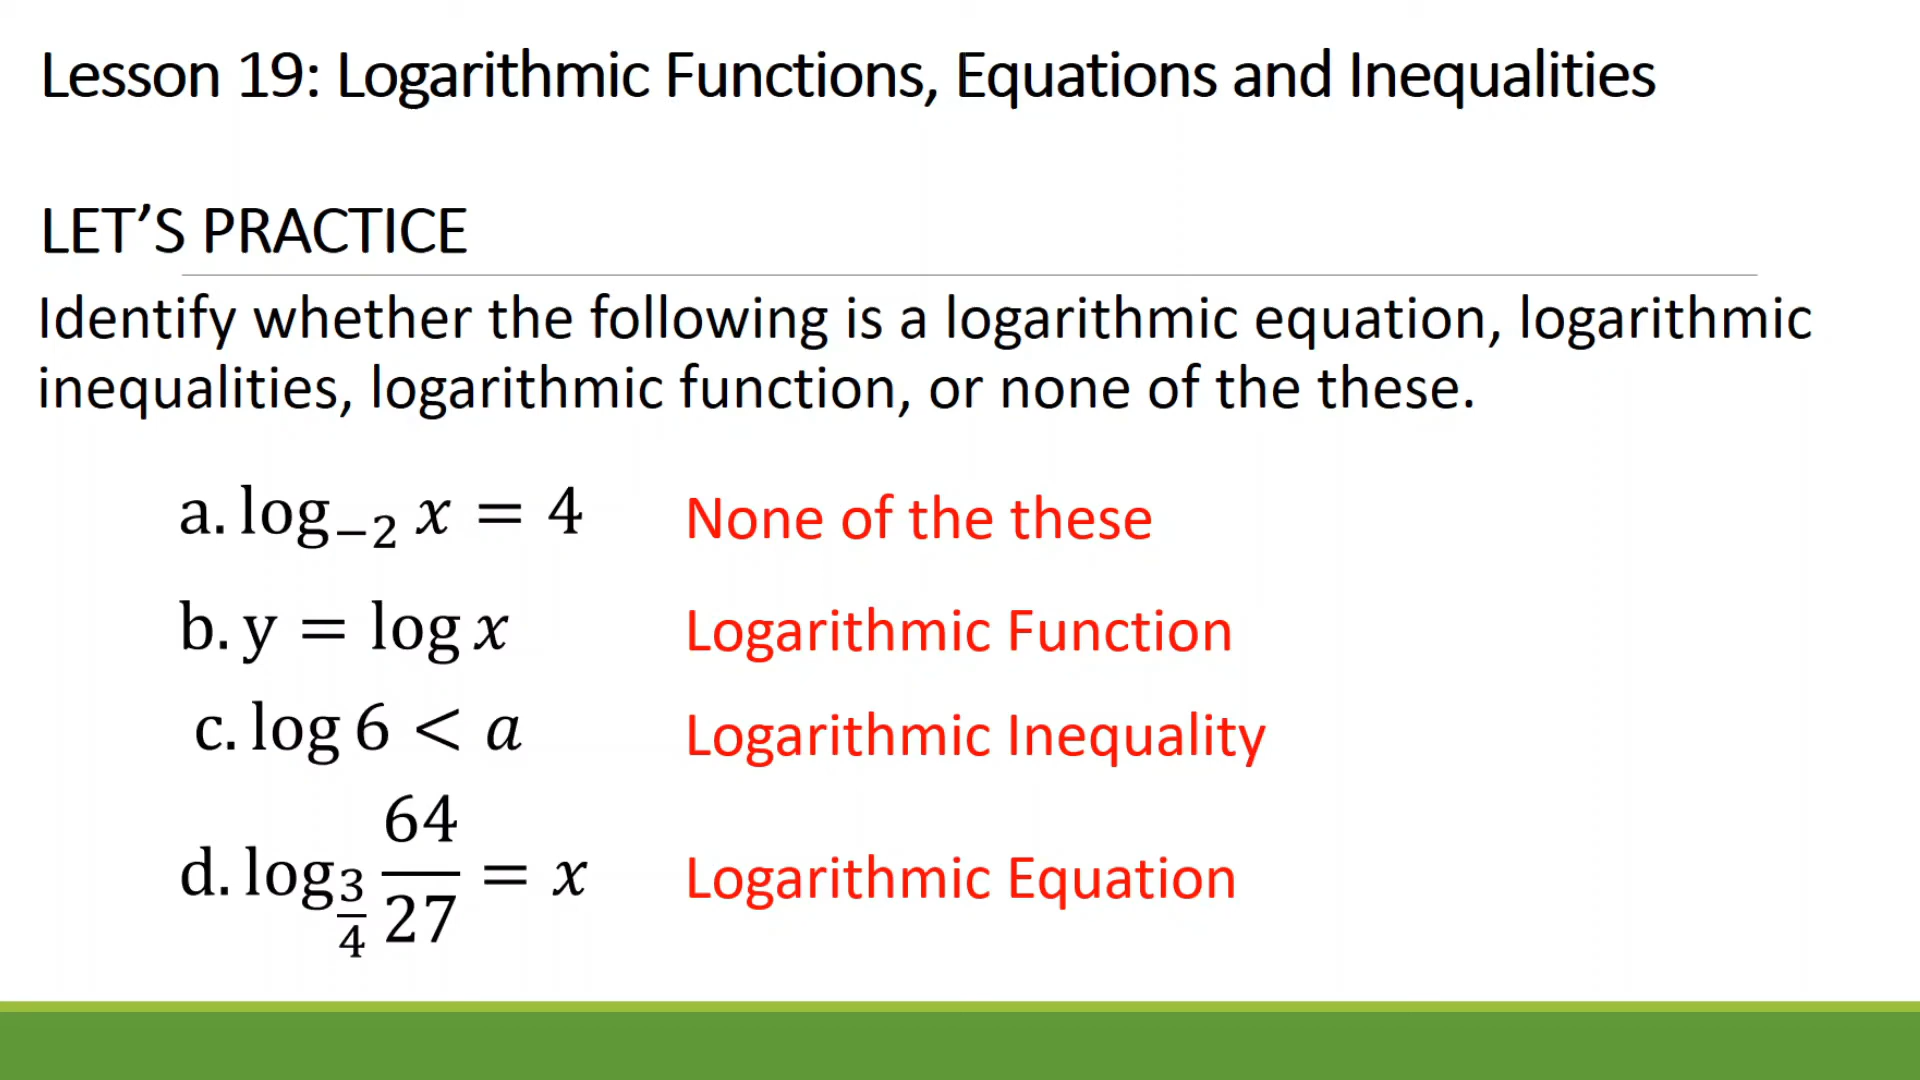 Lesson 19: Logarithmic Functions, Equations and Inequalities
LET’S PRACTICE
Identify whether the following is a logarithmic equation, logarithmic
inequalities, logarithmic function, or none of the these.
a. log₋₂ x = 4 None of the these
b. y = log x Logarithmic Function
c. log 6 < a Logarithmic Inequality
d. log_(3/4) 64/27 = x Logarithmic Equation